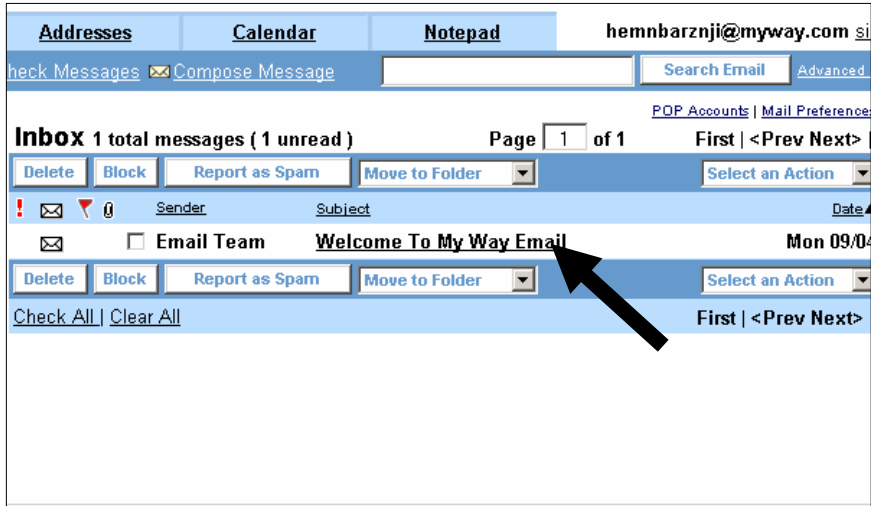 Addresses Calendar Notepad hemnbarznji@myway.com si
heck Messages Compose Message Search Email Advanced
POP Accounts | Mail Preferences
Inbox 1 total messages ( 1 unread ) Page 1 of 1 First | <Prev Next> |
Delete Block Report as Spam Move to Folder Select an Action
! Sender Subject Date
Email Team Welcome To My Way Email Mon 09/04
Delete Block Report as Spam Move to Folder Select an Action
Check All | Clear All First | <Prev Next>